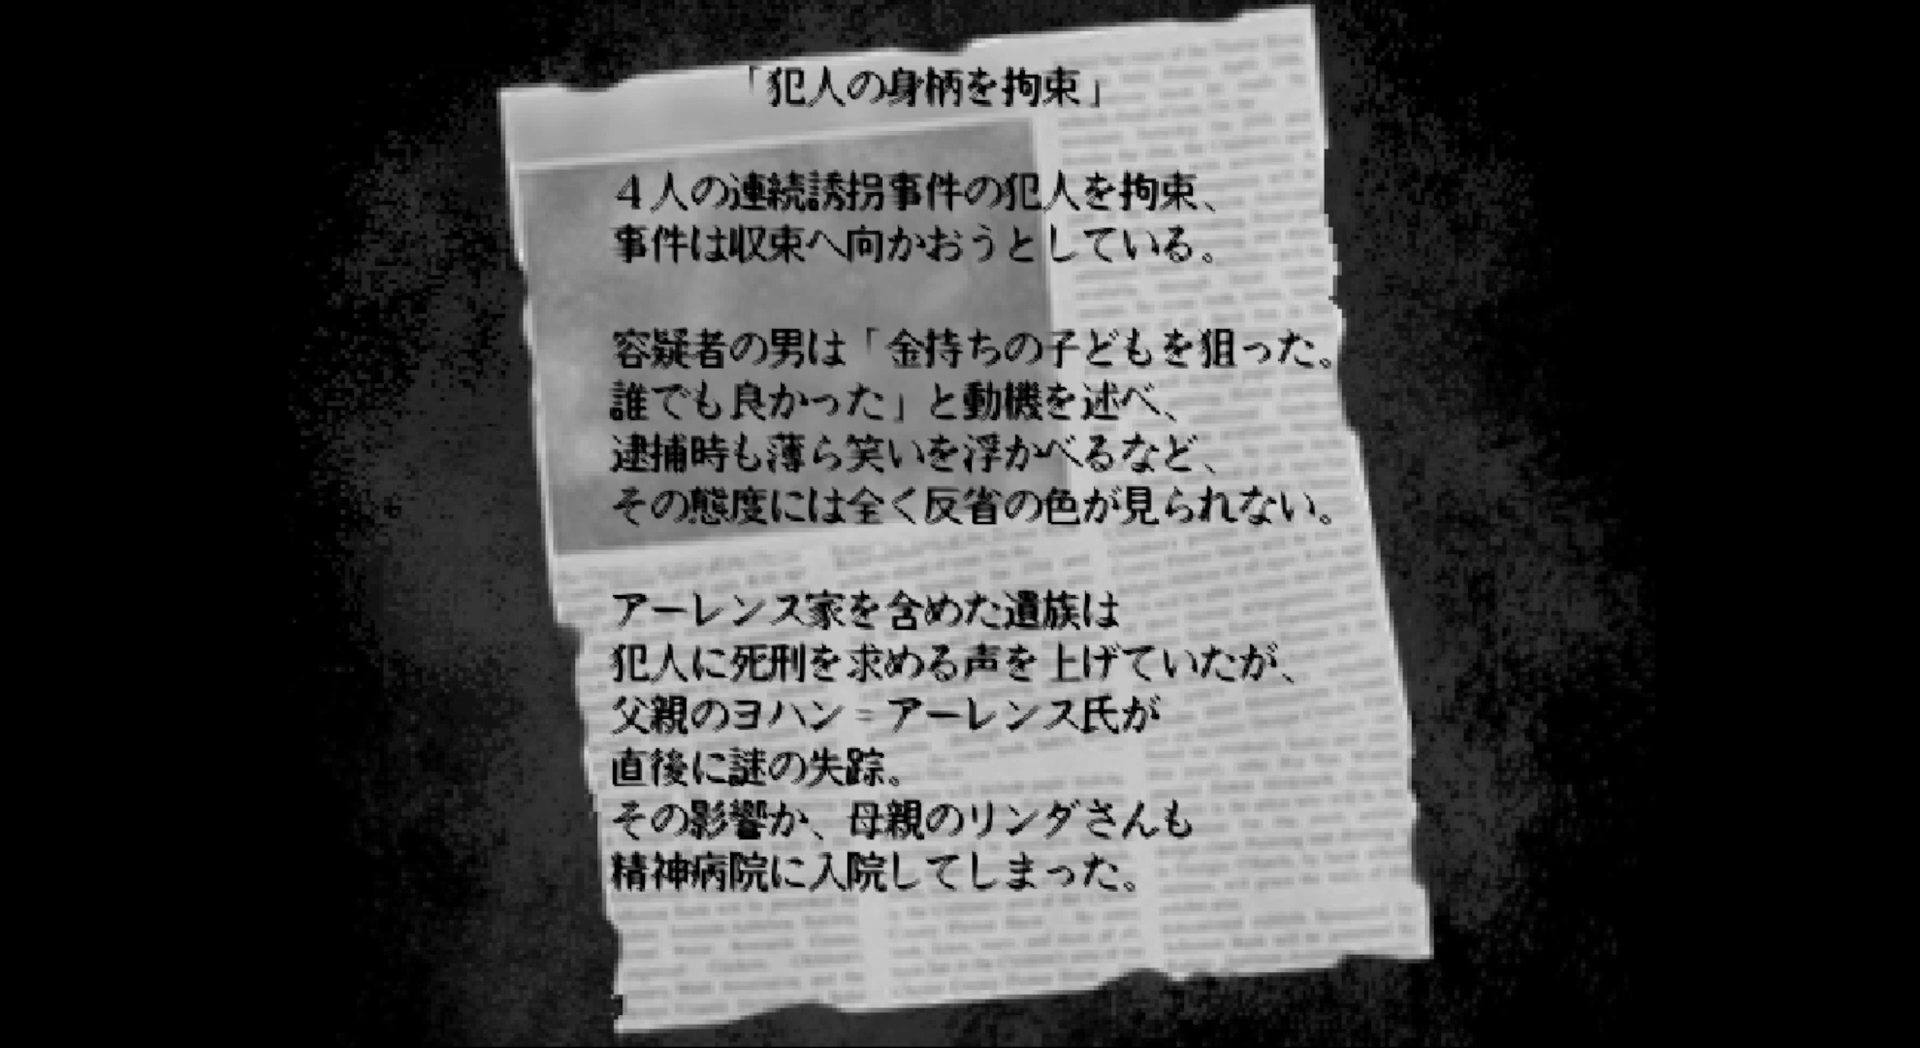 「犯人の身柄を拘束」
４人の連続誘拐事件の犯人を拘束、
事件は収束へ向かおうとしている。
容疑者の男は「金持ちの子どもを狙った。
誰でも良かった」と動機を述べ、
逮捕時も薄ら笑いを浮かべるなど、
その態度には全く反省の色が見られない。
アーレンス家を含めた遺族は
犯人に死刑を求める声を上げていたが、
父親のヨハン＝アーレンス氏が
直後に謎の失踪。
その影響か、母親のリンダさんも
精神病院に入院してしまった。